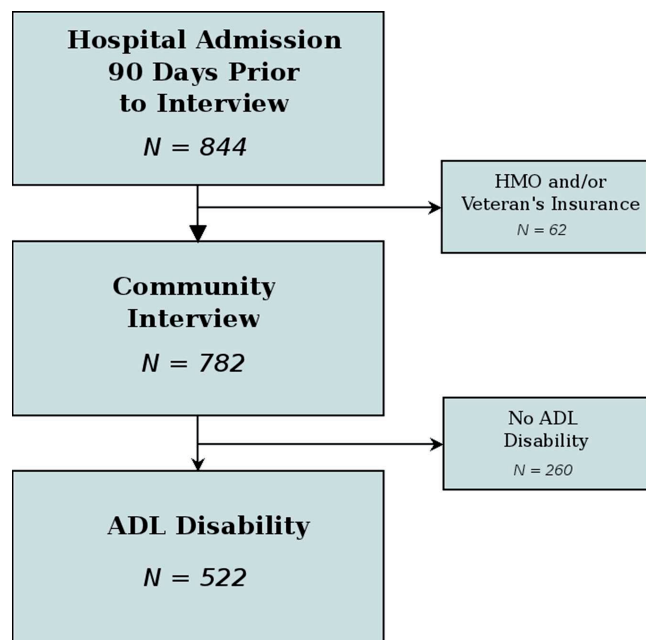 Hospital Admission
90 Days Prior
to Interview
N = 844
HMO and/or
Veteran's Insurance
N = 62
Community
Interview
N = 782
No ADL
Disability
N = 260
ADL Disability
N = 522